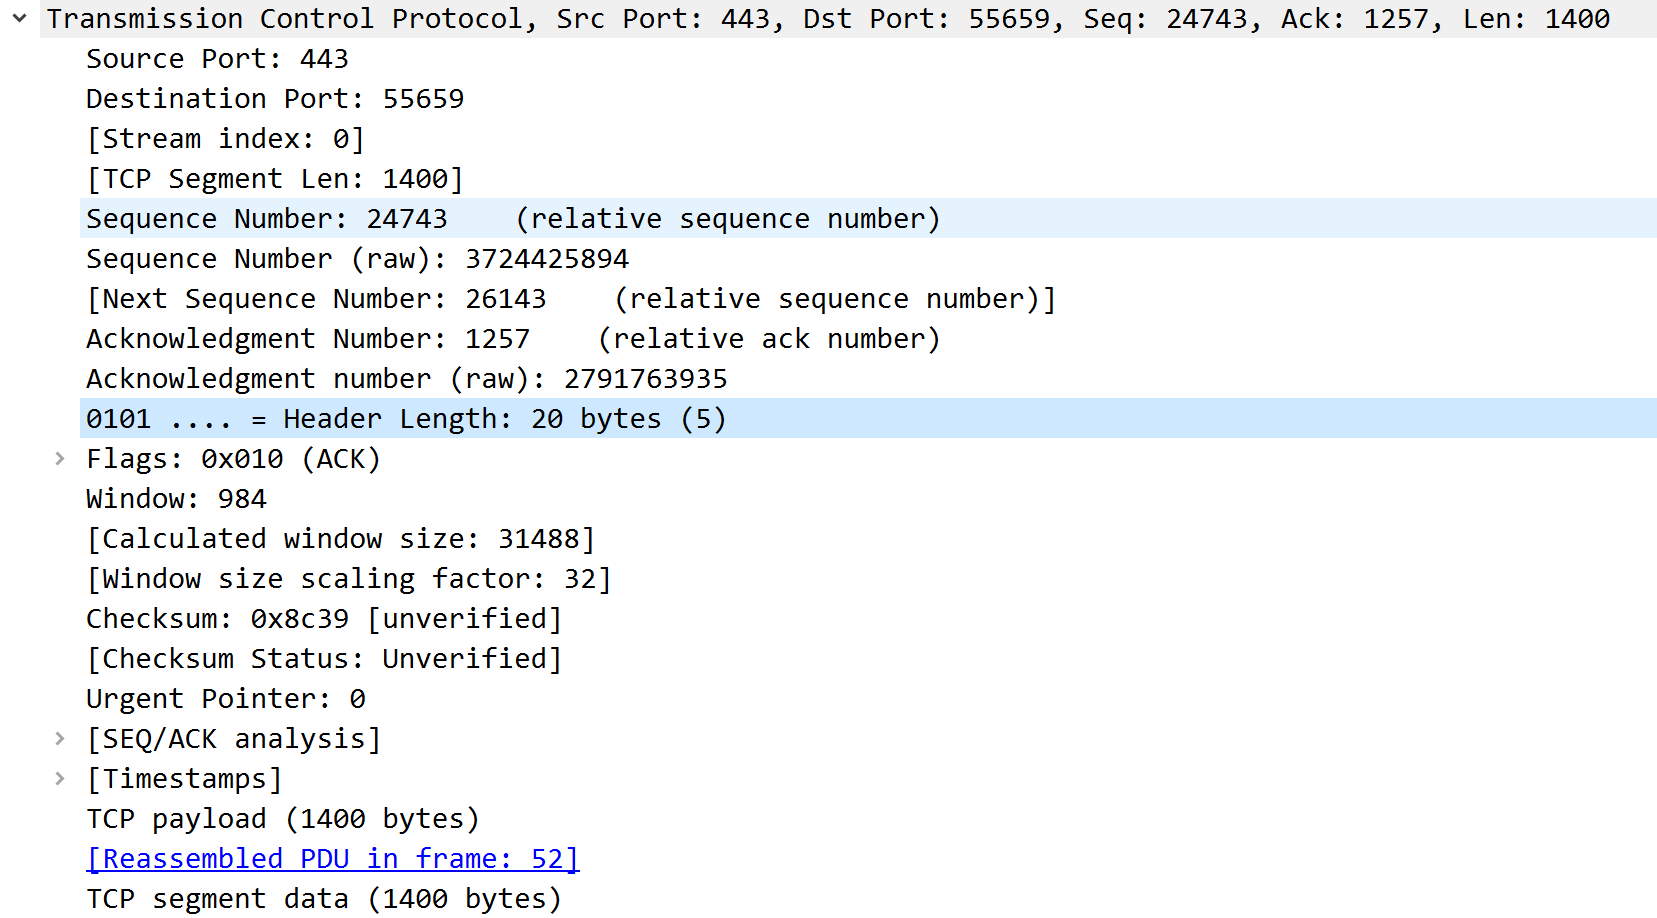 Transmission Control Protocol, Src Port: 443, Dst Port: 55659, Seq: 24743, Ack: 1257, Len: 1400
Source Port: 443
Destination Port: 55659
[Stream index: 0]
[TCP Segment Len: 1400]
Sequence Number: 24743    (relative sequence number)
Sequence Number (raw): 3724425894
[Next Sequence Number: 26143    (relative sequence number)]
Acknowledgment Number: 1257    (relative ack number)
Acknowledgment number (raw): 2791763935
0101 .... = Header Length: 20 bytes (5)
Flags: 0x010 (ACK)
Window: 984
[Calculated window size: 31488]
[Window size scaling factor: 32]
Checksum: 0x8c39 [unverified]
[Checksum Status: Unverified]
Urgent Pointer: 0
[SEQ/ACK analysis]
[Timestamps]
TCP payload (1400 bytes)
[Reassembled PDU in frame: 52]
TCP segment data (1400 bytes)